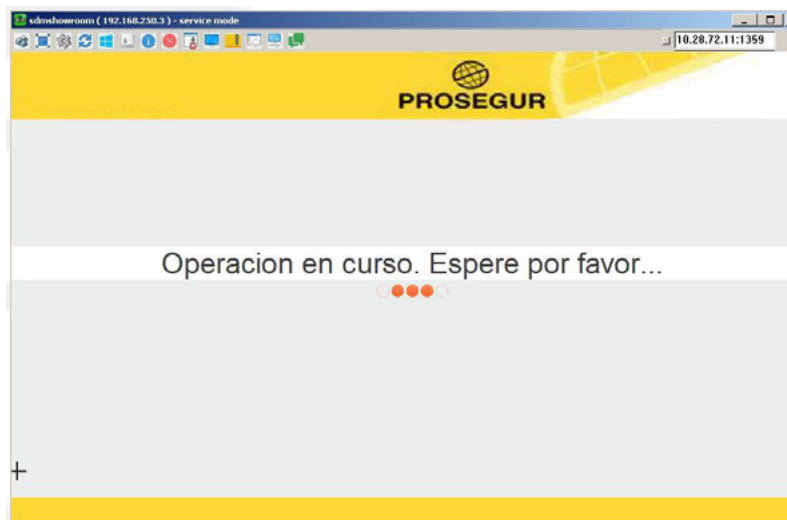 sdmshowroom ( 192.168.250.3 ) - service mode
10.28.72.11:1359
PROSEGUR
Operacion en curso. Espere por favor...